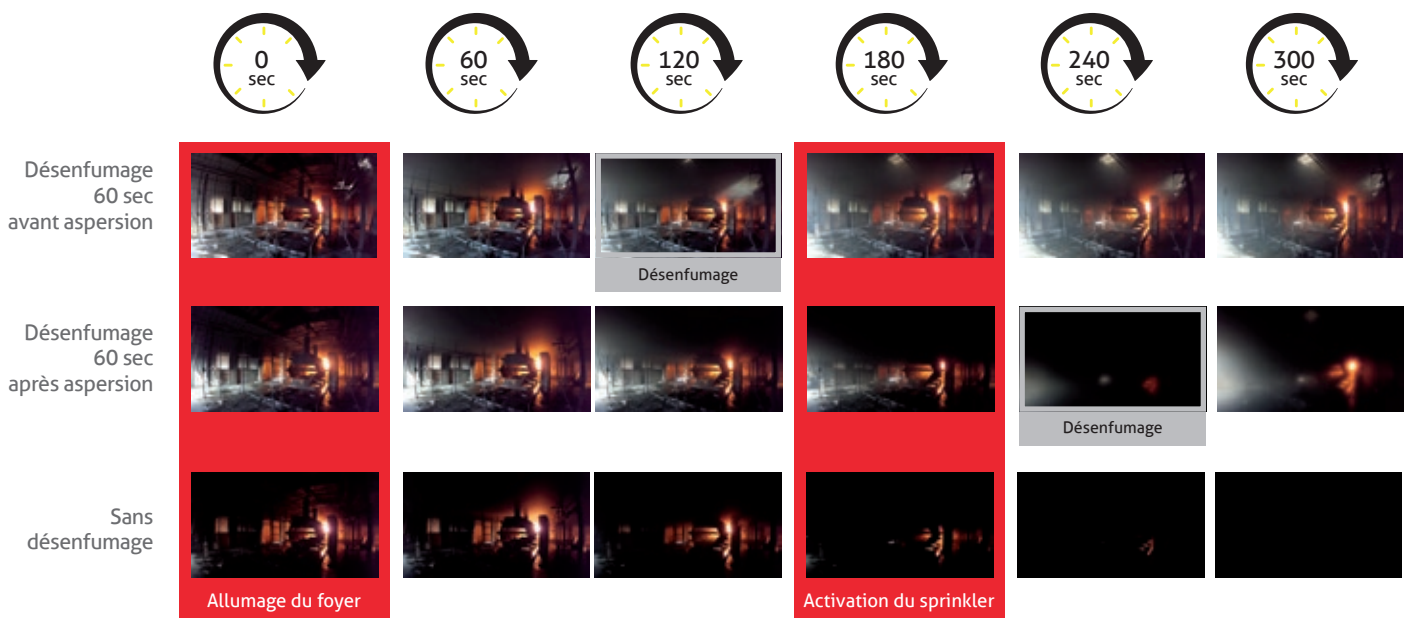 0
sec
60
sec
120
sec
180
sec
240
sec
300
sec
Désenfumage
60 sec
avant aspersion
Désenfumage
Désenfumage
60 sec
après aspersion
Désenfumage
Sans
désenfumage
Allumage du foyer
Activation du sprinkler